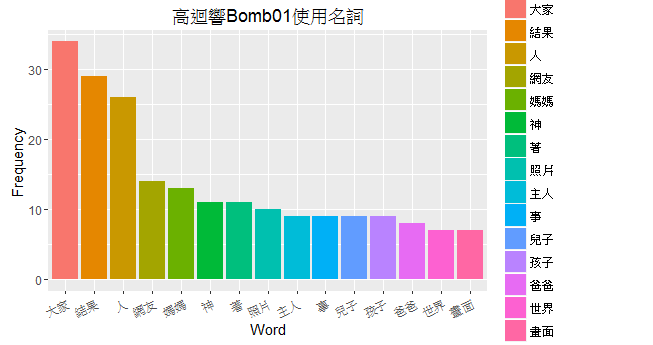 高迴響Bomb01使用名詞
Frequency
30
20
10
0
大家
結果
人
網友
媽媽
神
著
照片
主人
事
兒子
孩子
爸爸
世界
畫面
Word
大家
結果
人
網友
媽媽
神
著
照片
主人
事
兒子
孩子
爸爸
世界
畫面